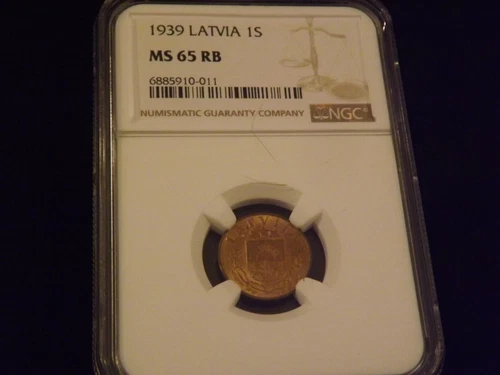 1939 LATVIA 1S
MS 65 RB
6885910-011
NUMISMATIC GUARANTY COMPANY
NGC